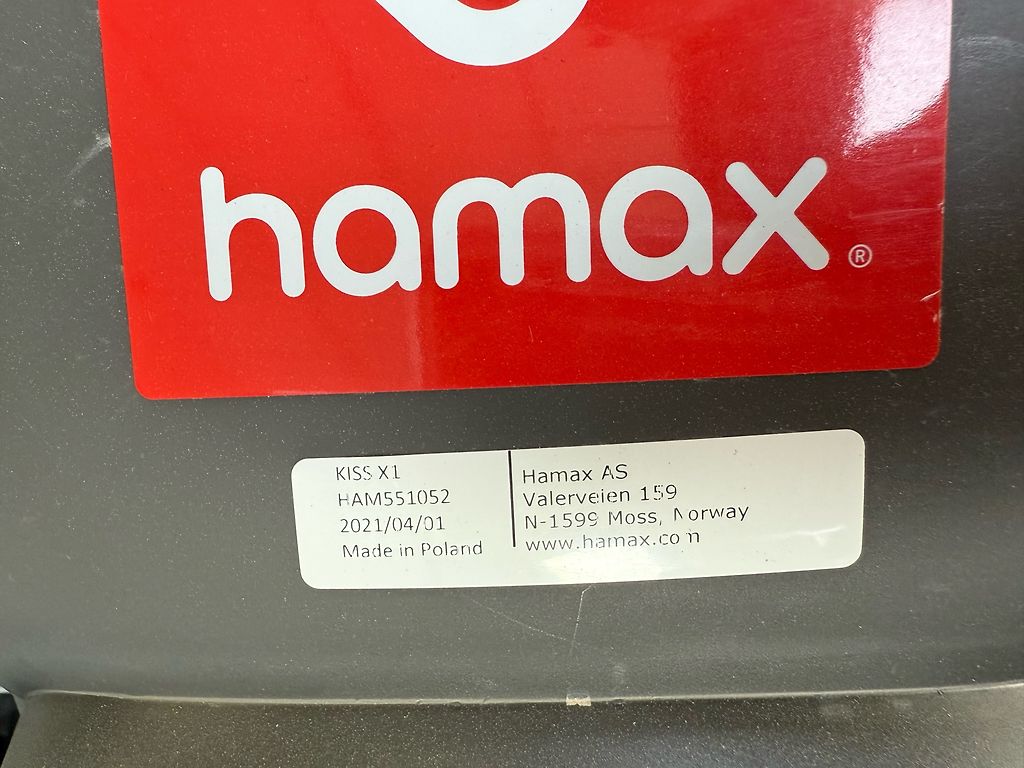 hamax®
KISS X1
HAM551052
2021/04/01
Made in Poland
Hamax AS
Valerveien 159
N-1599 Moss, Norway
www.hamax.com